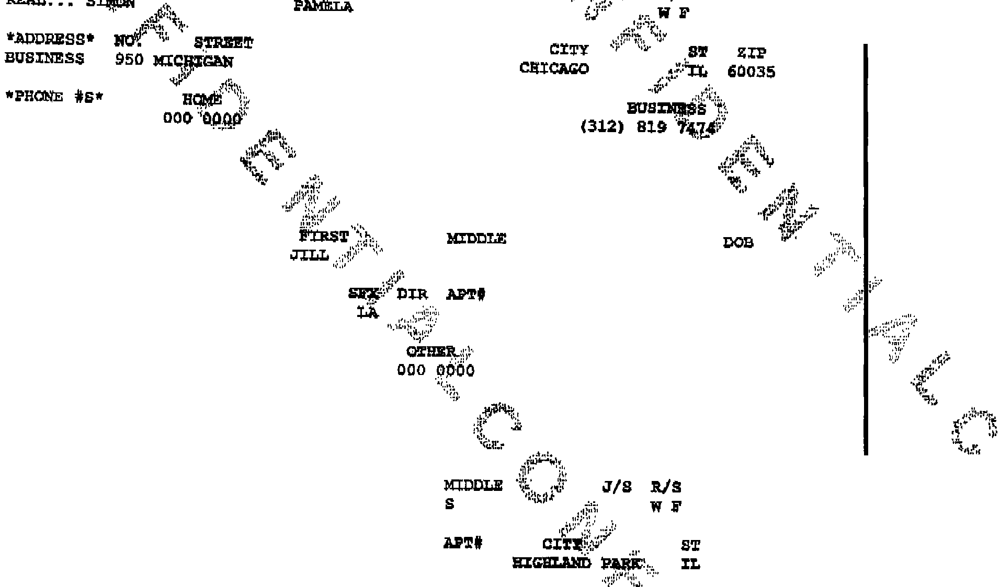 READ... SIMON PAMELA
W F
*ADDRESS* NO. STREET CITY ST ZIP
BUSINESS 950 MICHIGAN CHICAGO IL 60035
*PHONE #S* HOME BUSINESS
000 0000 (312) 819 7474
FIRST MIDDLE DOB
JILL
SFX DIR APT#
LA
OTHER
000 0000
MIDDLE J/S R/S
S W F
APT# CITY ST
HIGHLAND PARK IL